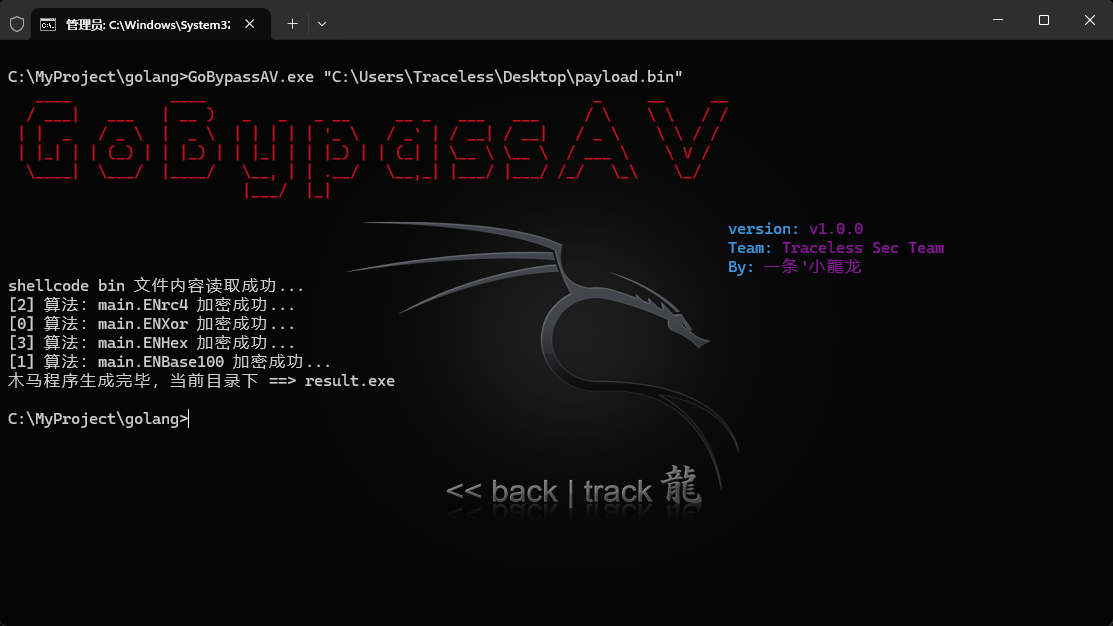 管理员: C:\Windows\System32
C:\MyProject\golang>GoBypassAV.exe "C:\Users\Traceless\Desktop\payload.bin"
GoBypassAV
version: v1.0.0
Team: Traceless Sec Team
By: 一条'小龍龙
shellcode bin 文件内容读取成功...
[2] 算法: main.ENrc4 加密成功...
[0] 算法: main.ENXor 加密成功...
[3] 算法: main.ENHex 加密成功...
[1] 算法: main.ENBase100 加密成功...
木马程序生成完毕, 当前目录下 ==> result.exe
C:\MyProject\golang>
<< back | track 龍